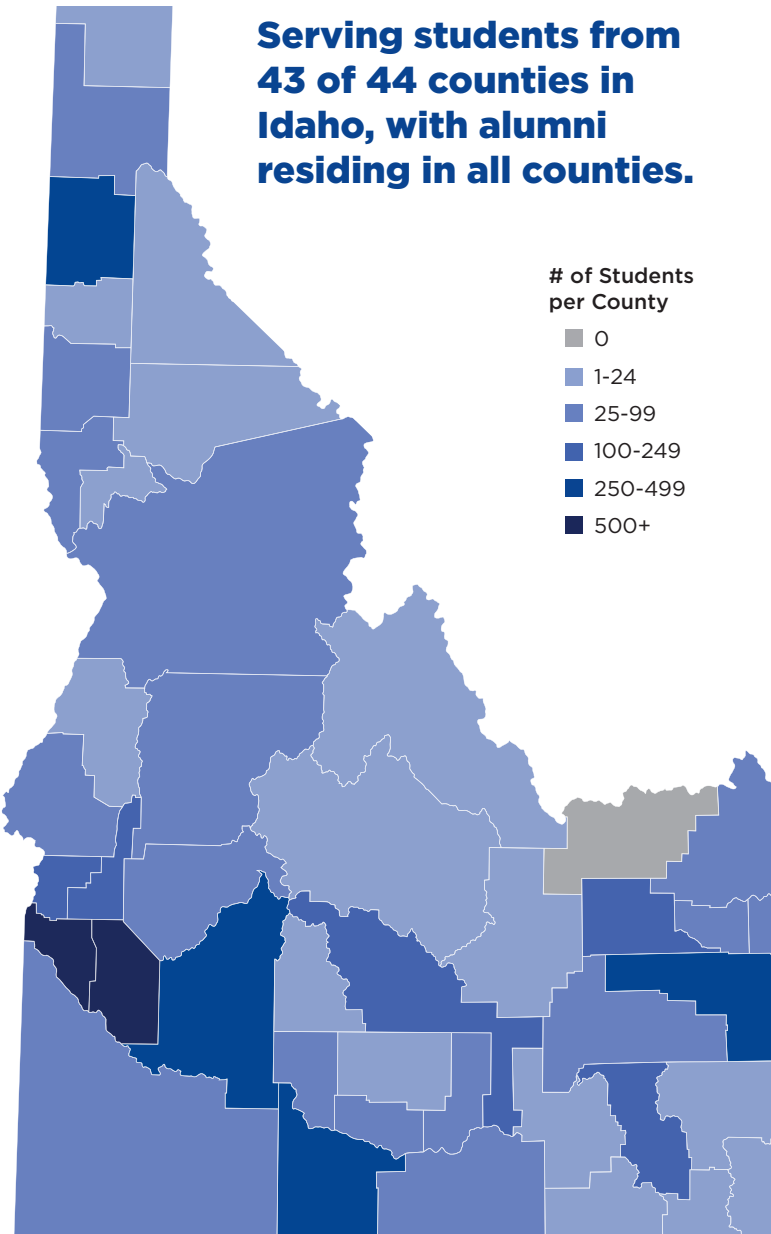 Serving students from
43 of 44 counties in
Idaho, with alumni
residing in all counties.
# of Students
per County
0
1-24
25-99
100-249
250-499
500+